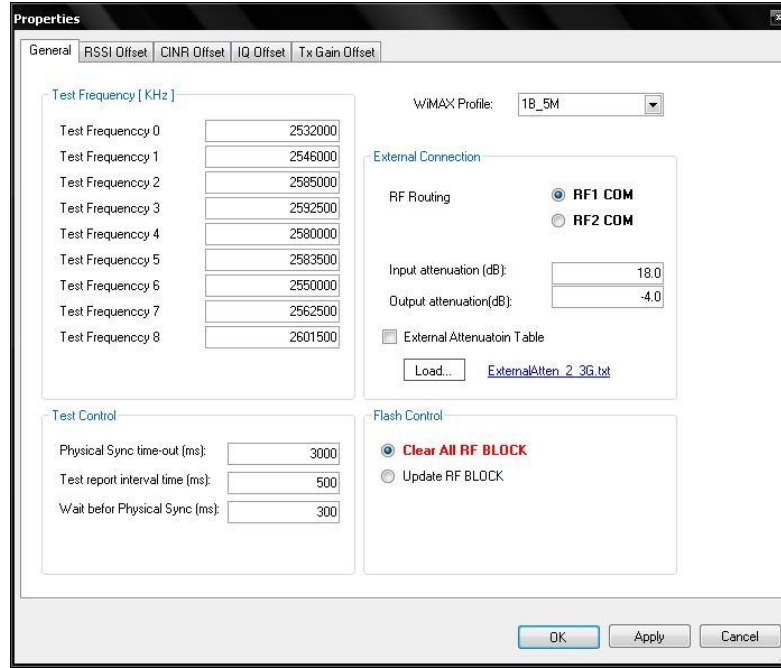 Properties
General RSSI Offset CINR Offset IQ Offset Tx Gain Offset
Test Frequency [ KHz ]
Test Frequenccy 0 2532000
Test Frequenccy 1 2546000
Test Frequenccy 2 2585000
Test Frequenccy 3 2592500
Test Frequenccy 4 2580000
Test Frequenccy 5 2583500
Test Frequenccy 6 2550000
Test Frequenccy 7 2562500
Test Frequenccy 8 2601500
WiMAX Profile: 1B_5M
External Connection
RF Routing
RF1 COM
RF2 COM
Input attenuation (dB): 18.0
Output attenuation(dB): -4.0
External Attenuatoin Table
Load... ExternalAtten_2_3G.txt
Test Control
Physical Sync time-out (ms): 3000
Test report interval time (ms): 500
Wait befor Physical Sync (ms): 300
Flash Control
Clear All RF BLOCK
Update RF BLOCK
OK Apply Cancel